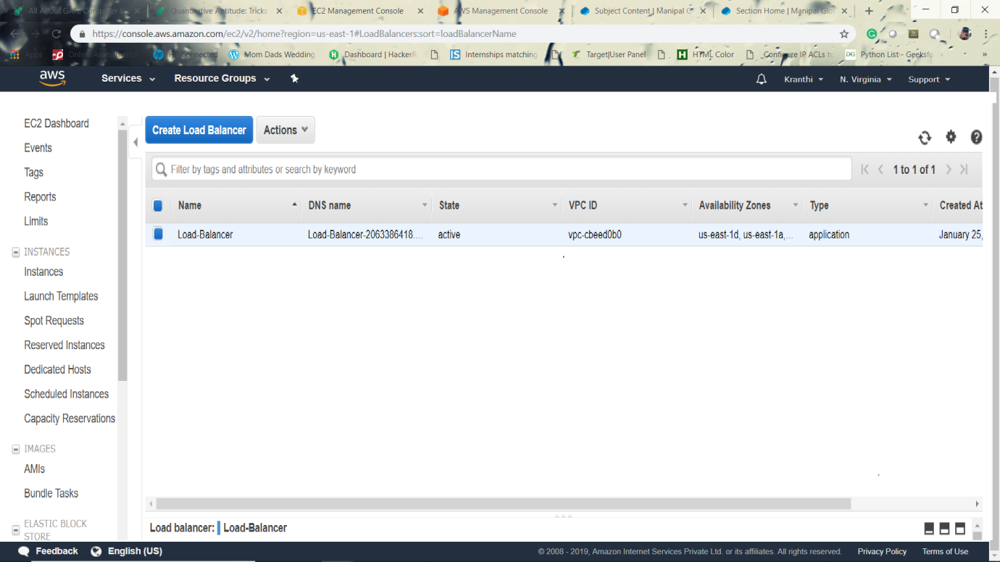 All About GATE Computer S
Quantitative Aptitude: Tricks
EC2 Management Console
AWS Management Console
Subject Content | Manipal G
Section Home | Manipal Glo
https://console.aws.amazon.com/ec2/v2/home?region=us-east-1#LoadBalancers:sort=loadBalancerName
Apps
Online Assessments
HP Connected
Mom Dads Wedding
Dashboard | HackerR
Internships matching
Target|User Panel
HTML Color
_Configure IP ACLs to
Python List - Geeksfo
»
aws
Services
Resource Groups
Kranthi
N. Virginia
Support
EC2 Dashboard
Events
Tags
Reports
Limits
INSTANCES
Instances
Launch Templates
Spot Requests
Reserved Instances
Dedicated Hosts
Scheduled Instances
Capacity Reservations
IMAGES
AMIs
Bundle Tasks
ELASTIC BLOCK
STORE
Create Load Balancer
Actions
Filter by tags and attributes or search by keyword
1 to 1 of 1
Name DNS name State VPC ID Availability Zones Type Created At
Load-Balancer Load-Balancer-2063386418.... active vpc-cbeed0b0 us-east-1d, us-east-1a,... application January 25,
Load balancer: Load-Balancer
Feedback
English (US)
© 2008 - 2019, Amazon Internet Services Private Ltd. or its affiliates. All rights reserved.
Privacy Policy
Terms of Use